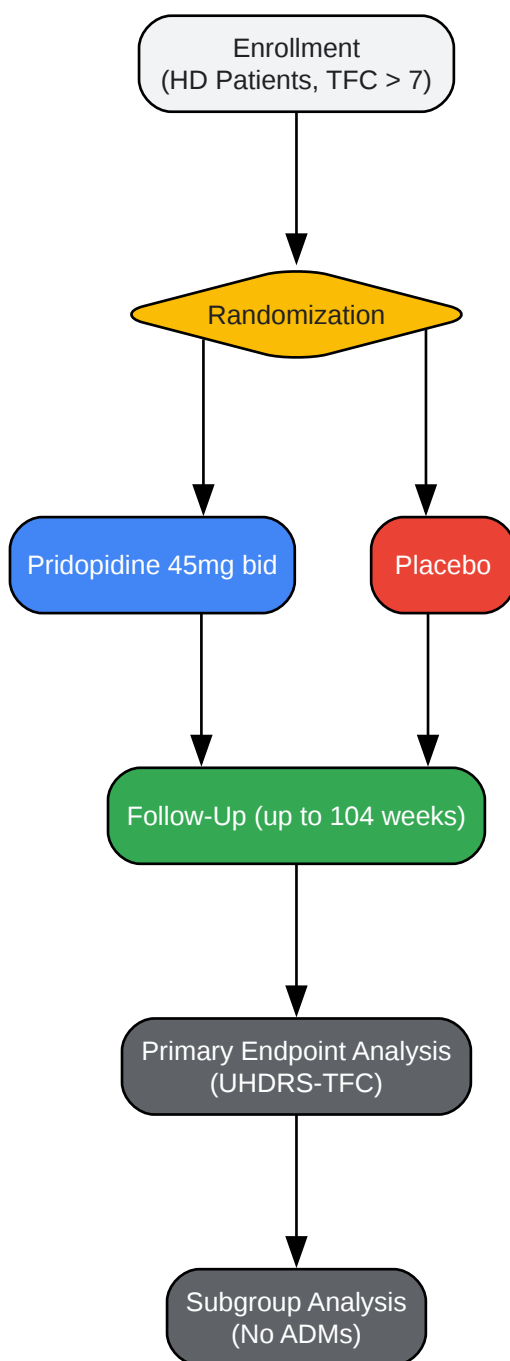 Enrollment
(HD Patients, TFC > 7)
Randomization
Pridopidine 45mg bid
Placebo
Follow-Up (up to 104 weeks)
Primary Endpoint Analysis
(UHDRS-TFC)
Subgroup Analysis
(No ADMs)